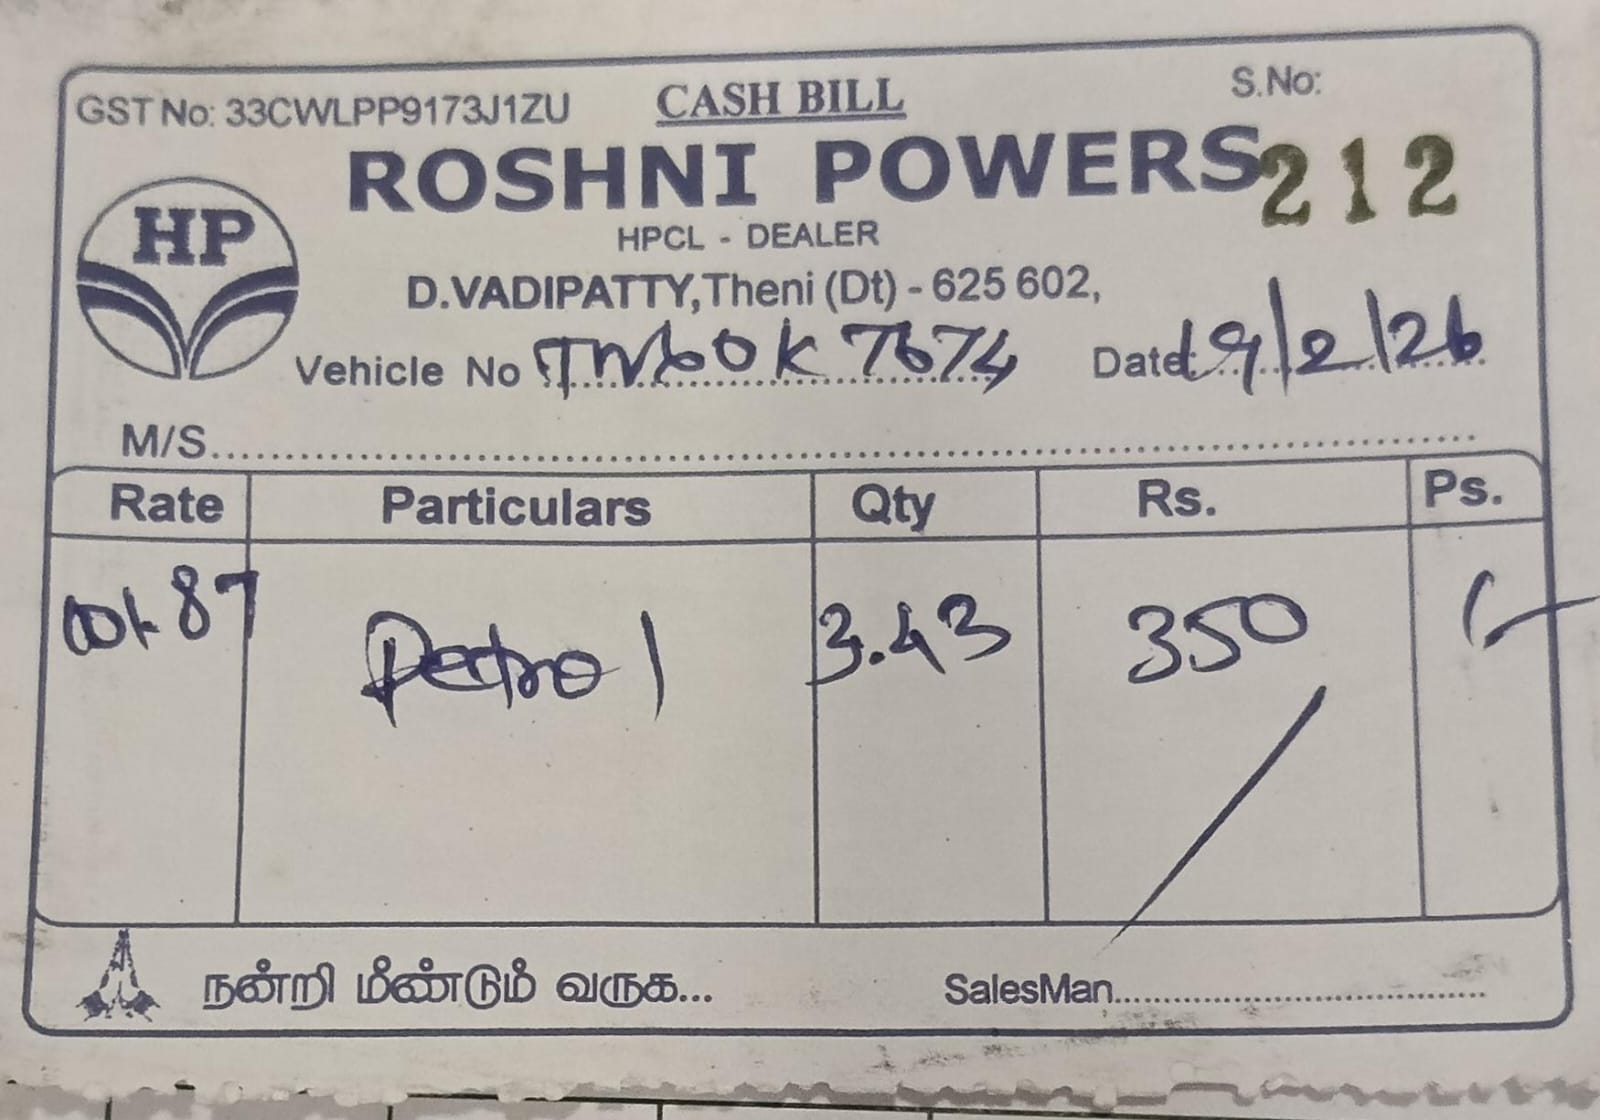 GST No: 33CWLPP9173J1ZU CASH BILL S.No:
ROSHNI POWERS 212
HP
HPCL - DEALER
D.VADIPATTY, Theni (Dt) - 625 602,
Vehicle No TN60K7674 Date: 19/2/26
M/S
Rate Particulars Qty Rs. Ps.
Petrol 3.43 350
நன்றி மீண்டும் வருக... SalesMan